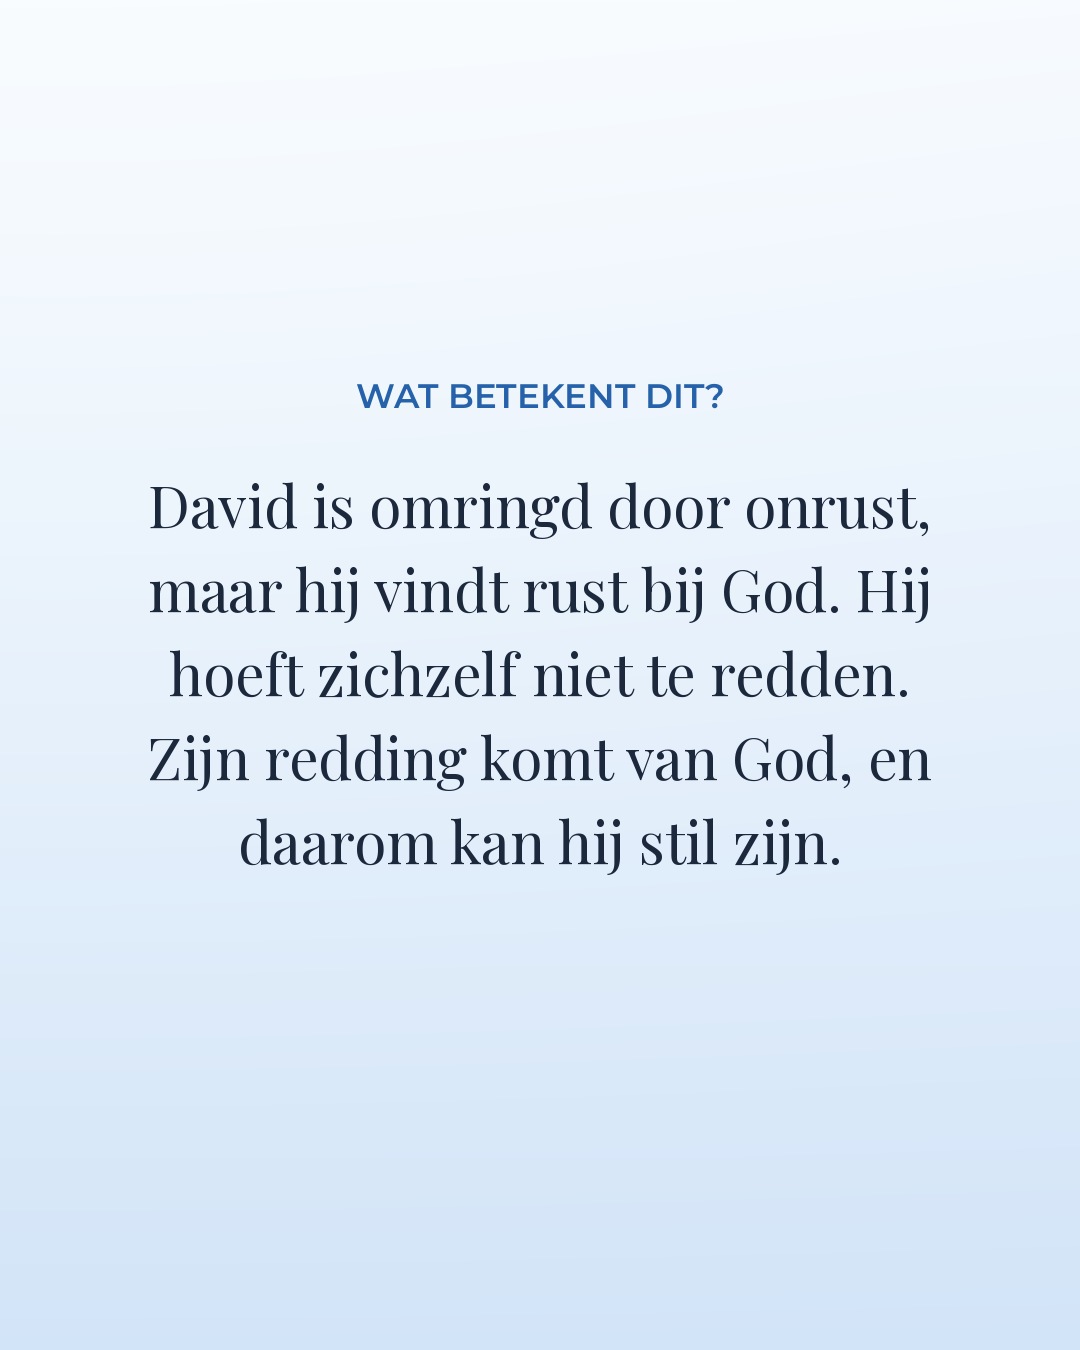 WAT BETEKENT DIT?
David is omringd door onrust,
maar hij vindt rust bij God. Hij
hoeft zichzelf niet te redden.
Zijn redding komt van God, en
daarom kan hij stil zijn.